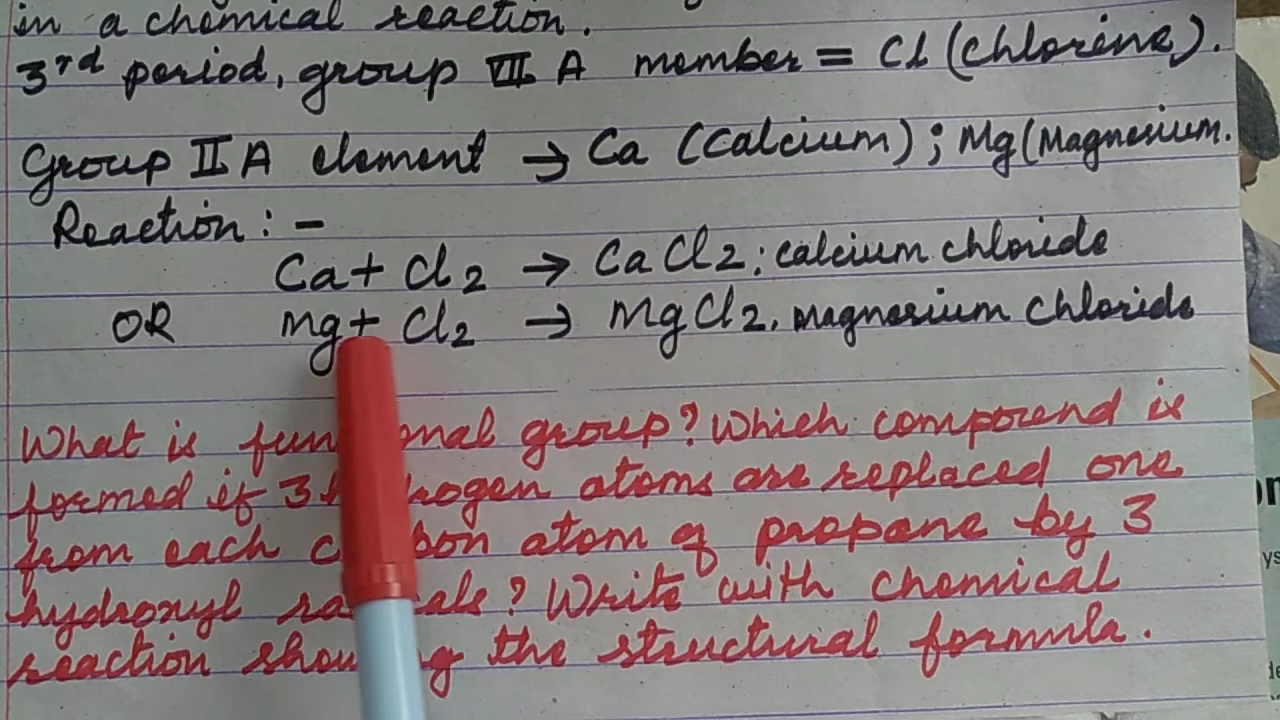 in a chemical reaction.
3rd period, group VII A member = Cl (Chlorine).
Group II A element → Ca (Calcium); Mg (Magnesium.
Reaction: -
Ca + Cl2 → CaCl2: calcium chloride
OR Mg + Cl2 → MgCl2. Magnesium Chloride
What is group? Which compound is
formed if 3 atoms are replaced one
from each atom of propane by 3
hydroxyl ? Write with chemical
reaction the structural formula.